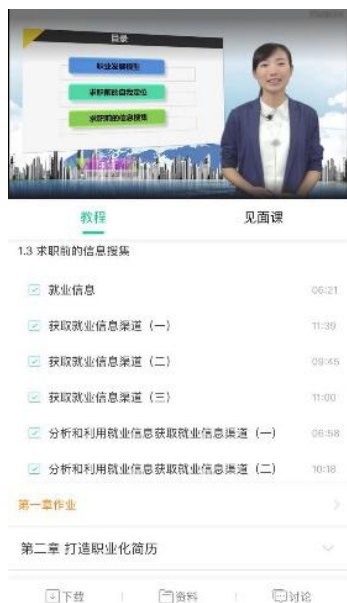 目录
职业发展模型
求职前的自我定位
求职前的信息搜集
教程
见面课
1.3 求职前的信息搜集
就业信息
06:21
获取就业信息渠道（一）
11:39
获取就业信息渠道（二）
09:45
获取就业信息渠道（三）
11:00
分析和利用就业信息获取就业信息渠道（一）
06:58
分析和利用就业信息获取就业信息渠道（二）
10:18
第一章作业
第二章 打造职业化简历
下载
资料
讨论